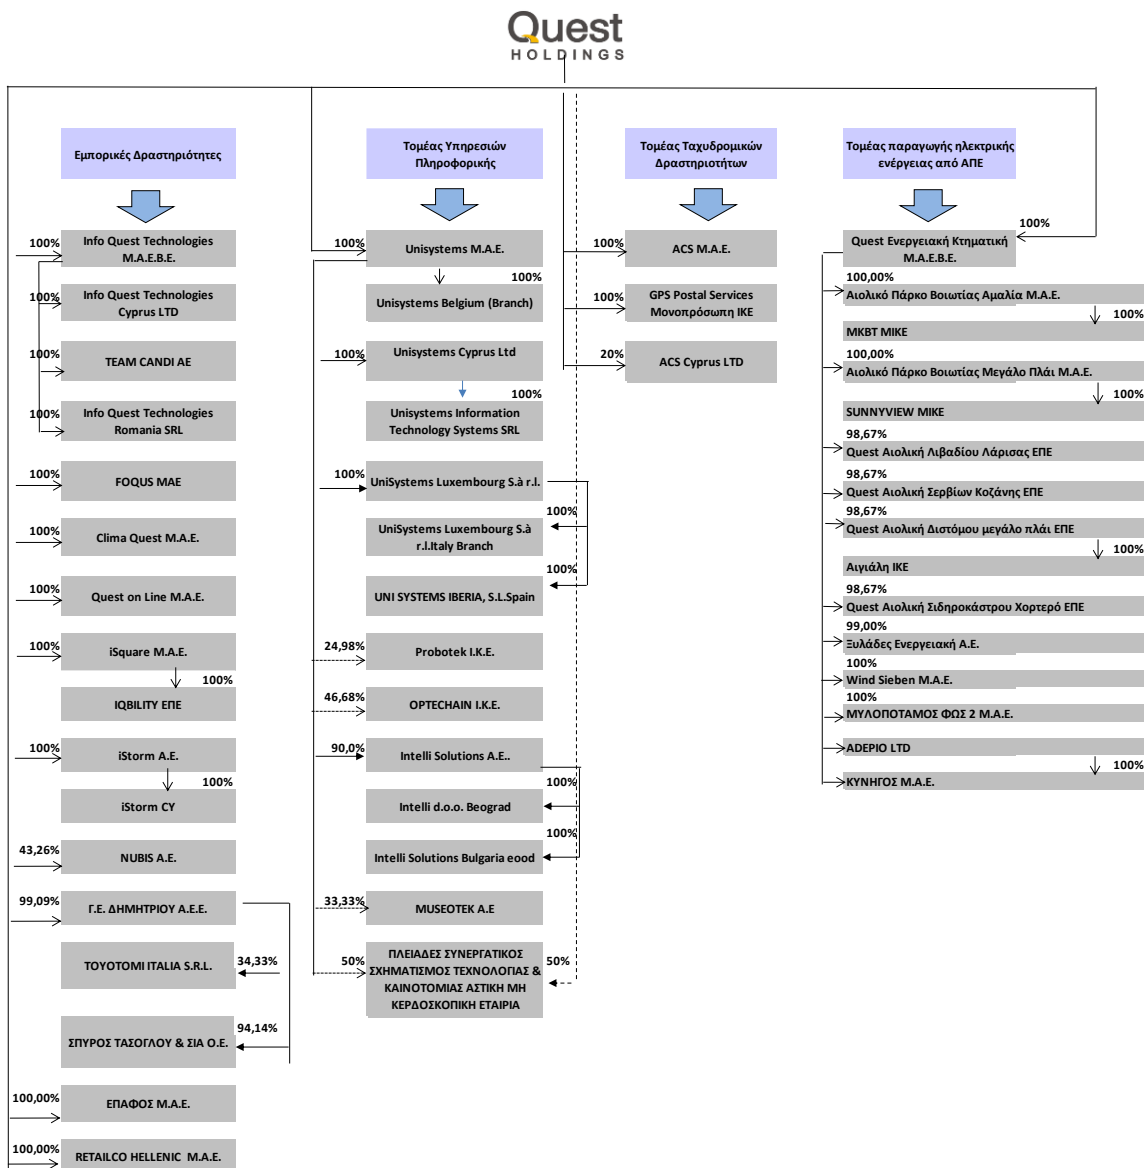 Quest
HOLDINGS
Εμπορικές Δραστηριότητες
100%
Info Quest Technologies
Μ.Α.Ε.Β.Ε.
100%
Info Quest Technologies
Cyprus LTD
100%
TEAM CANDI ΑΕ
100%
Info Quest Technologies
Romania SRL
100%
FOQUS ΜΑΕ
100%
Clima Quest Μ.Α.Ε.
100%
Quest on Line Μ.Α.Ε.
100%
iSquare Μ.Α.Ε.
100%
IQBILITY ΕΠΕ
100%
iStorm Α.Ε.
100%
iStorm CY
43,26%
NUBIS Α.Ε.
99,09%
Γ.Ε. ΔΗΜΗΤΡΙΟΥ Α.Ε.Ε.
TOYOTOMI ITALIA S.R.L.
34,33%
ΣΠΥΡΟΣ ΤΑΣΟΓΛΟΥ & ΣΙΑ Ο.Ε.
94,14%
100,00%
ΕΠΑΦΟΣ Μ.Α.Ε.
100,00%
RETAILCO HELLENIC Μ.Α.Ε.
Τομέας Υπηρεσιών
Πληροφορικής
100%
Unisystems Μ.Α.Ε.
100%
Unisystems Belgium (Branch)
100%
Unisystems Cyprus Ltd
100%
Unisystems Information
Technology Systems SRL
100%
UniSystems Luxembourg S.à r.l.
100%
UniSystems Luxembourg S.à
r.l.Italy Branch
100%
UNI SYSTEMS IBERIA, S.L.Spain
24,98%
Probotek Ι.Κ.Ε.
46,68%
OPTECHAIN Ι.Κ.Ε.
90,0%
Intelli Solutions Α.Ε..
100%
Intelli d.o.o. Beograd
100%
Intelli Solutions Bulgaria eood
33,33%
MUSEOTEK Α.Ε
50%
ΠΛΕΙΑΔΕΣ ΣΥΝΕΡΓΑΤΙΚΟΣ
ΣΧΗΜΑΤΙΣΜΟΣ ΤΕΧΝΟΛΟΓΙΑΣ &
ΚΑΙΝΟΤΟΜΙΑΣ ΑΣΤΙΚΗ ΜΗ
ΚΕΡΔΟΣΚΟΠΙΚΗ ΕΤΑΙΡΙΑ
50%
Τομέας Ταχυδρομικών
Δραστηριοτήτων
100%
ACS Μ.Α.Ε.
100%
GPS Postal Services
Μονοπρόσωπη ΙΚΕ
20%
ACS Cyprus LTD
Τομέας παραγωγής ηλεκτρικής
ενέργειας από ΑΠΕ
100%
Quest Ενεργειακή Κτηματική
Μ.Α.Ε.Β.Ε.
100,00%
Αιολικό Πάρκο Βοιωτίας Αμαλία Μ.Α.Ε.
100%
ΜΚΒΤ ΜΙΚΕ
100,00%
Αιολικό Πάρκο Βοιωτίας Μεγάλο Πλάι Μ.Α.Ε.
100%
SUNNYVIEW ΜΙΚΕ
98,67%
Quest Αιολική Λιβαδίου Λάρισας ΕΠΕ
98,67%
Quest Αιολική Σερβίων Κοζάνης ΕΠΕ
98,67%
Quest Αιολική Διστόμου μεγάλο πλάι ΕΠΕ
100%
Αιγιάλη ΙΚΕ
98,67%
Quest Αιολική Σιδηροκάστρου Χορτερό ΕΠΕ
99,00%
Ξυλάδες Ενεργειακή Α.Ε.
100%
Wind Sieben Μ.Α.Ε.
100%
ΜΥΛΟΠΟΤΑΜΟΣ ΦΩΣ 2 Μ.Α.Ε.
ADEPIO LTD
100%
ΚΥΝΗΓΟΣ Μ.Α.Ε.